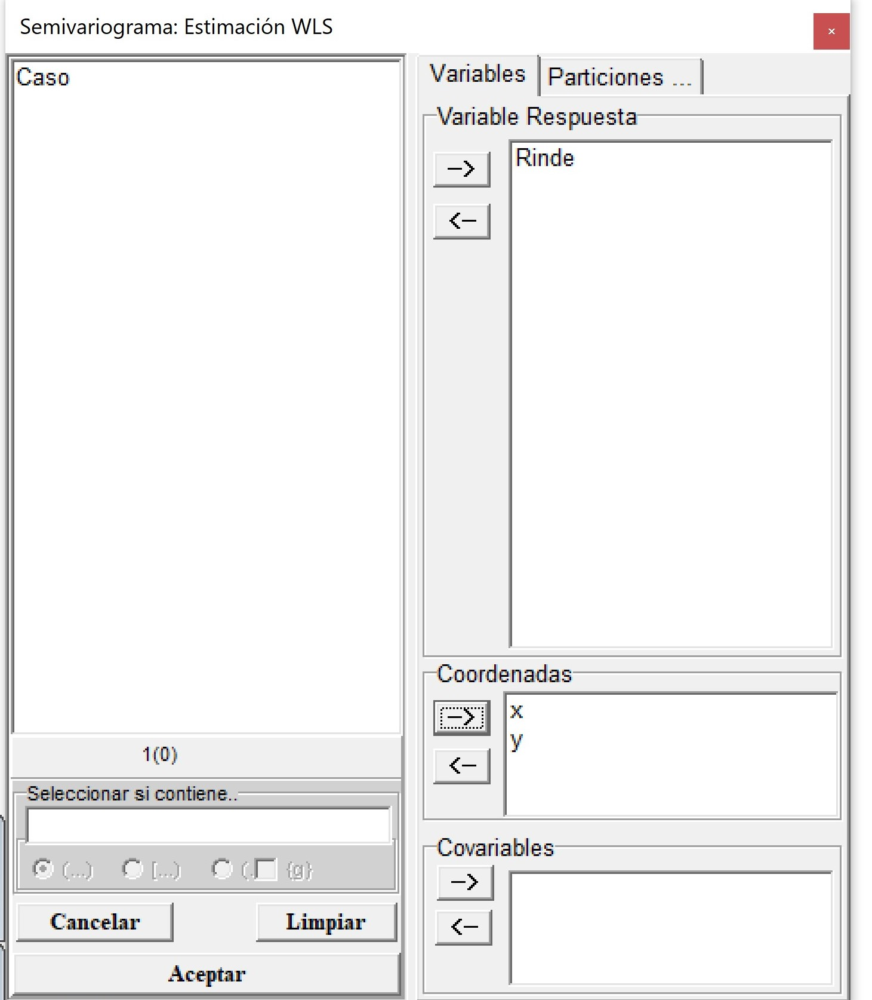 Semivariograma: Estimación WLS
×
Caso
1(0)
Seleccionar si contiene..
(...) [...) (. {g}
Cancelar Limpiar
Aceptar
Variables Particiones ...
Variable Respuesta
-->
Rinde
<--
Coordenadas
-->
x
y
<--
Covariables
-->
<--